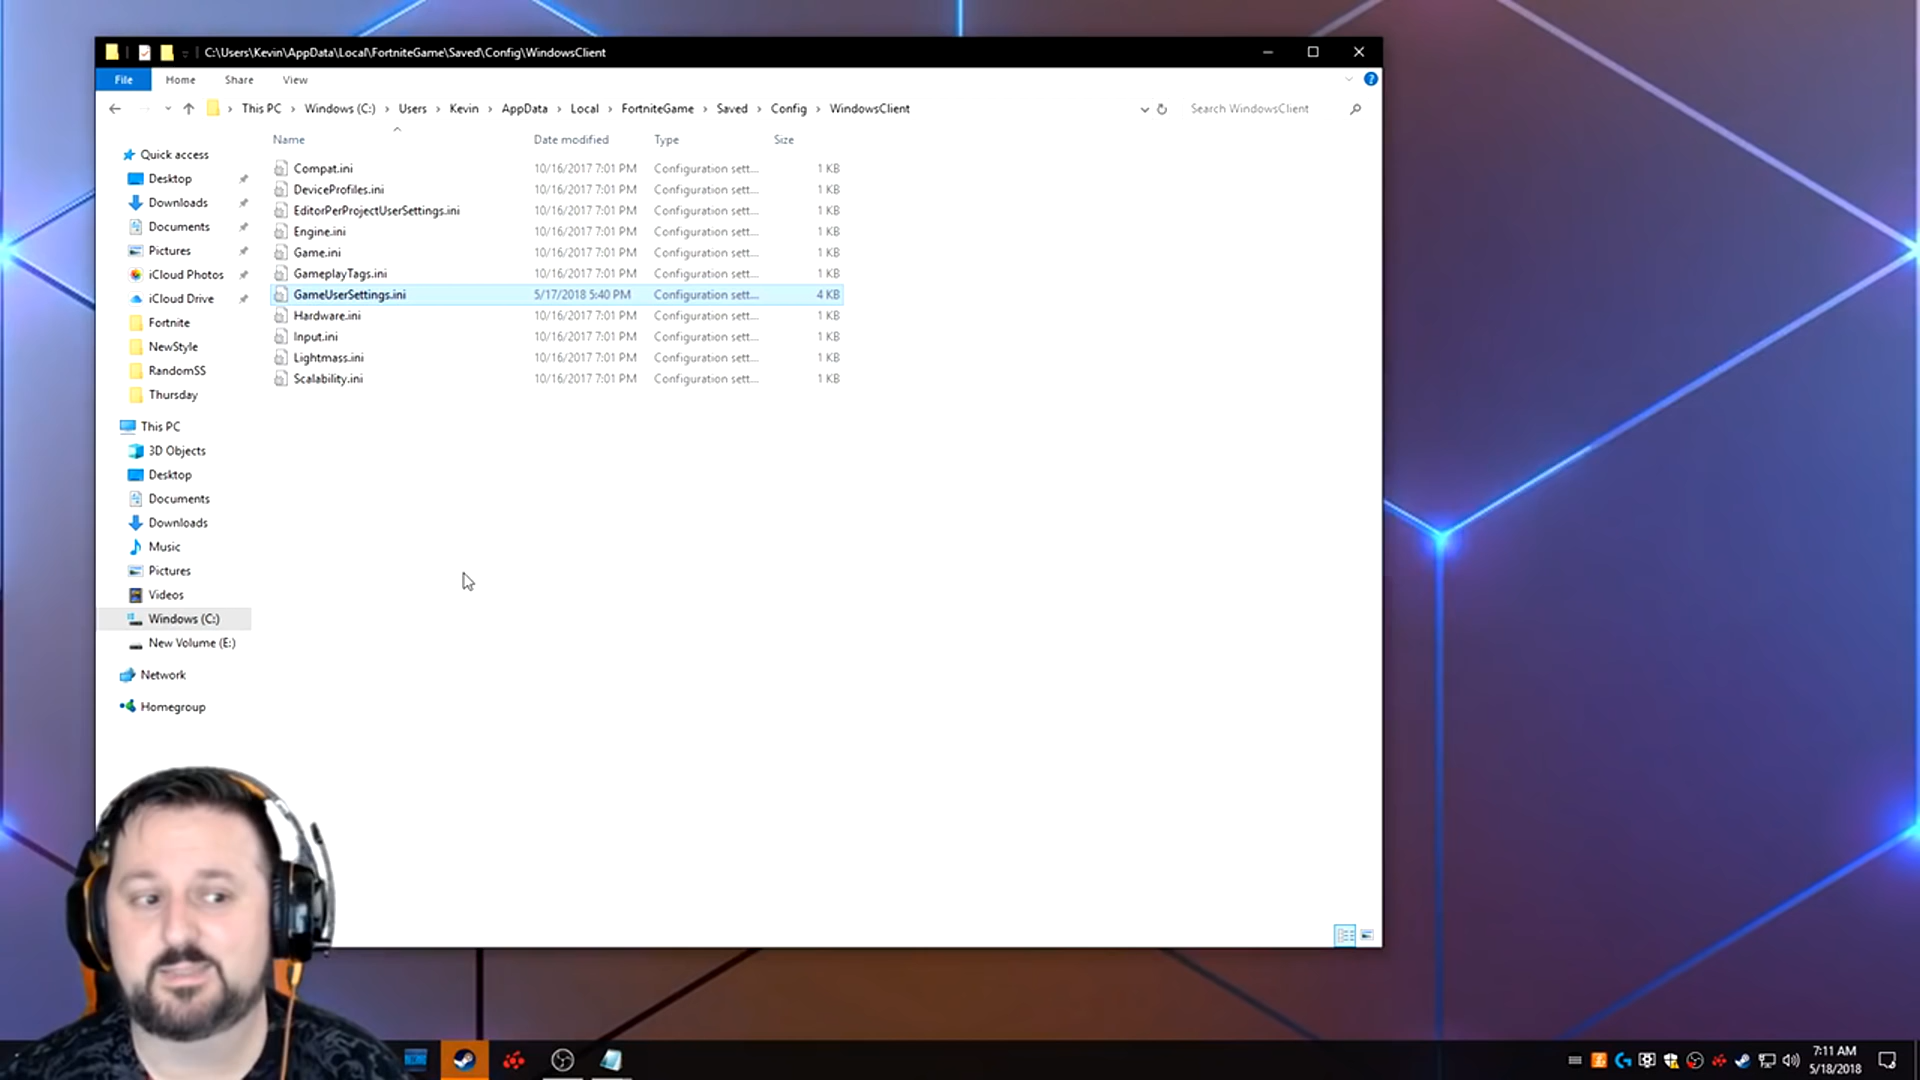 C:\Users\Kevin\AppData\Local\FortniteGame\Saved\Config\WindowsClient
File Home Share View
This PC Windows (C:) Users Kevin AppData Local FortniteGame Saved Config WindowsClient Search WindowsClient
Name Date modified Type Size
Quick access
Desktop
Downloads
Documents
Pictures
iCloud Photos
iCloud Drive
Fortnite
NewStyle
RandomSS
Thursday
This PC
3D Objects
Desktop
Documents
Downloads
Music
Pictures
Videos
Windows (C:)
New Volume (E:)
Network
Homegroup
Compat.ini 10/16/2017 7:01 PM Configuration sett... 1 KB
DeviceProfiles.ini 10/16/2017 7:01 PM Configuration sett... 1 KB
EditorPerProjectUserSettings.ini 10/16/2017 7:01 PM Configuration sett... 1 KB
Engine.ini 10/16/2017 7:01 PM Configuration sett... 1 KB
Game.ini 10/16/2017 7:01 PM Configuration sett... 1 KB
GameplayTags.ini 10/16/2017 7:01 PM Configuration sett... 1 KB
GameUserSettings.ini 5/17/2018 5:40 PM Configuration sett... 4 KB
Hardware.ini 10/16/2017 7:01 PM Configuration sett... 1 KB
Input.ini 10/16/2017 7:01 PM Configuration sett... 1 KB
Lightmass.ini 10/16/2017 7:01 PM Configuration sett... 1 KB
Scalability.ini 10/16/2017 7:01 PM Configuration sett... 1 KB
7:11 AM
5/18/2018